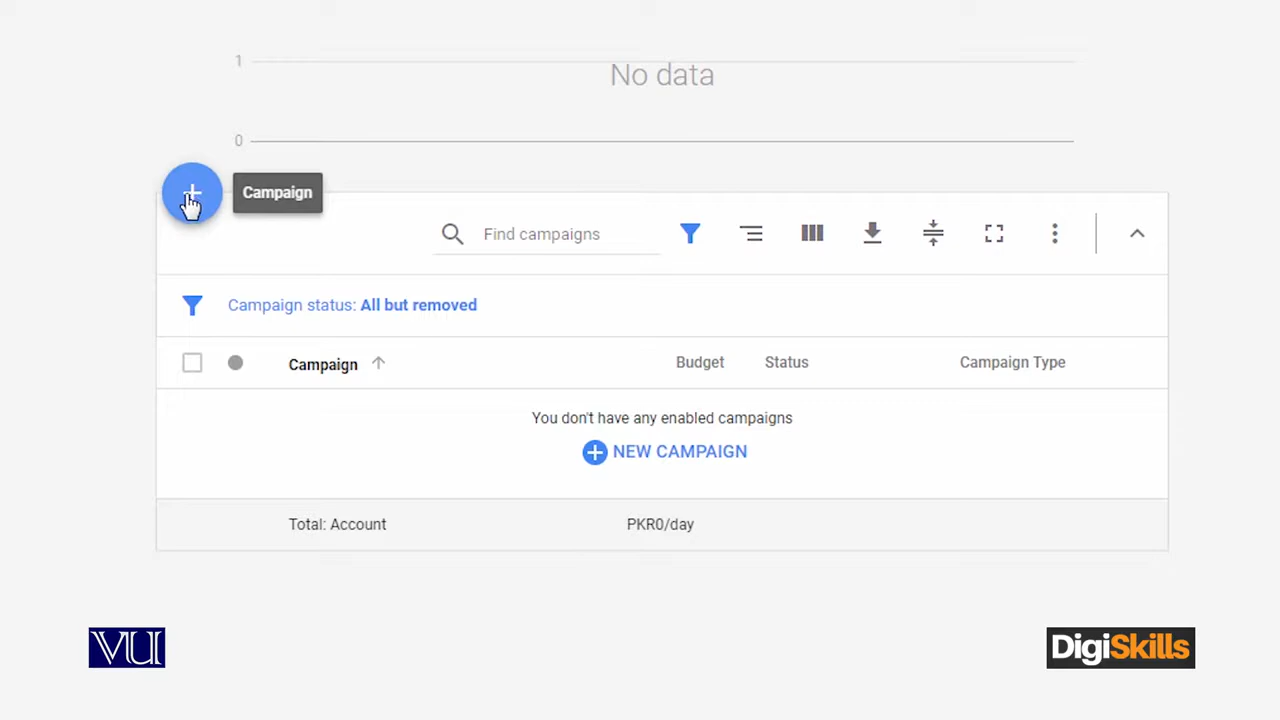 1
No data
0
Campaign
Find campaigns
Campaign status: All but removed
Campaign Budget Status Campaign Type
You don't have any enabled campaigns
NEW CAMPAIGN
Total: Account PKR0/day
VU DigiSkills